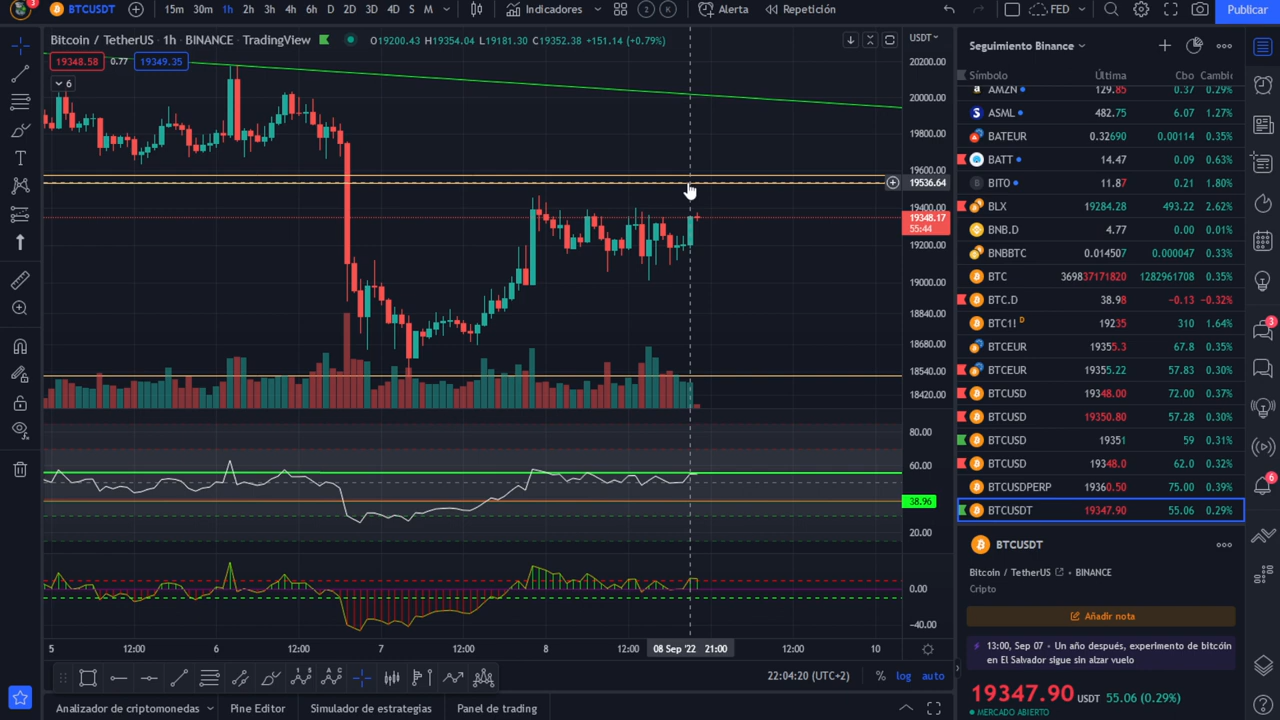 3
BTCUSDT
15m 30m 1h 2h 3h 4h 6h D 2D 3D 4D S M
Indicadores
2 K
Alerta
Repetición
FED
Publicar
Bitcoin / TetherUS · 1h · BINANCE · TradingView
O19200.43 H19354.04 L19181.30 C19352.38 +151.14 (+0.79%)
USDT
19348.58 0.77 19349.35
6
20200.00
20000.00
19800.00
19600.00
19536.64
19400.00
19348.17
55:44
19200.00
19000.00
18840.00
18680.00
18540.00
18420.00
80.00
60.00
38.96
20.00
0.00
−40.00
5 6 12:00 7 12:00 8 12:00 08 Sep '22 21:00 12:00 10
22:04:20 (UTC+2) % log auto
Analizador de criptomonedas Pine Editor Simulador de estrategias Panel de trading
Seguimiento Binance
Símbolo Última Cbo Cambic
AMZN 129.85 0.37 0.29%
ASML 482.75 6.07 1.27%
BATEUR 0.32690 0.00114 0.35%
BATT 14.47 0.09 0.63%
BITO 11.87 0.21 1.80%
BLX 19284.28 493.22 2.62%
BNB.D 4.77 0.00 0.01%
BNBBTC 0.014507 0.000047 0.33%
BTC 369837171820 1282961708 0.35%
BTC.D 38.98 −0.13 −0.32%
BTC1! D 19235 310 1.64%
BTCEUR 19355.3 67.8 0.35%
BTCEUR 19355.22 57.83 0.30%
BTCUSD 19348.00 72.00 0.37%
BTCUSD 19350.80 57.28 0.30%
BTCUSD 19351 59 0.31%
BTCUSD 19348.0 62.0 0.32%
BTCUSDPERP 19360.50 75.00 0.39%
BTCUSDT 19347.90 55.06 0.29%
BTCUSDT
Bitcoin / TetherUS • BINANCE
Cripto
Añadir nota
13:00, Sep 07 • Un año después, experimento de bitcóin
en El Salvador sigue sin alzar vuelo
19347.90 USDT 55.06 (0.29%)
MERCADO ABIERTO
3
6